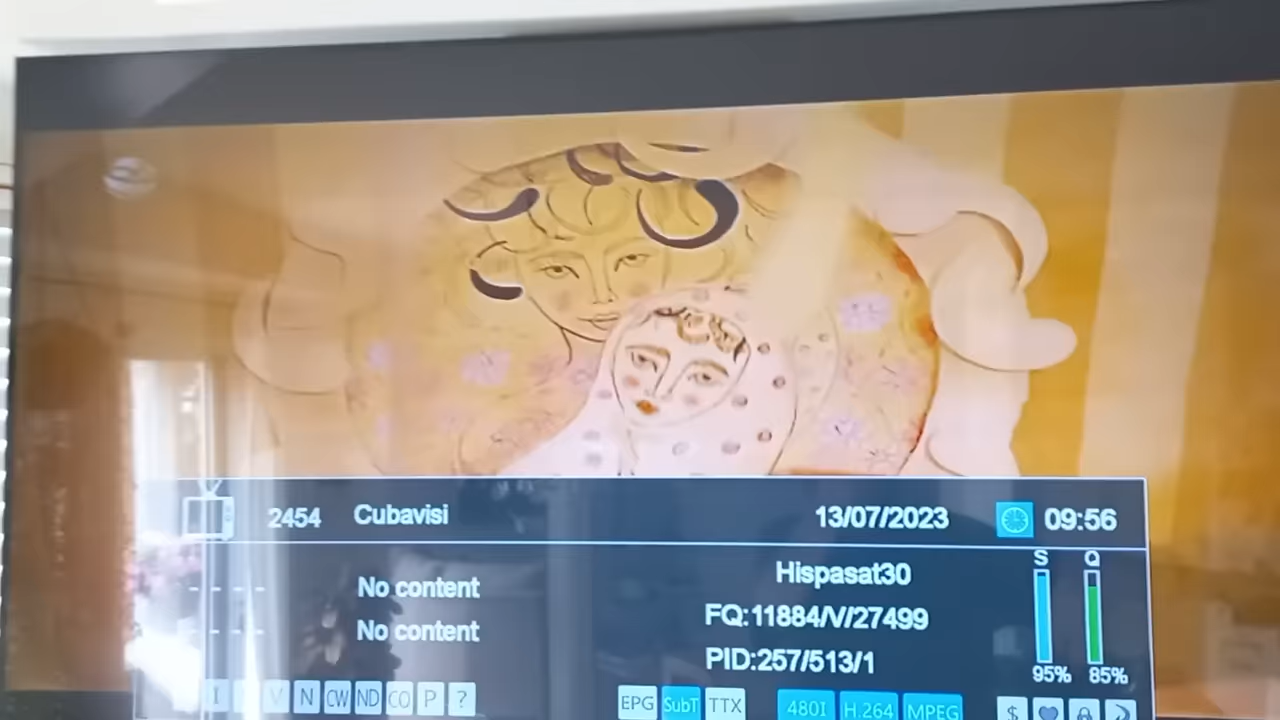 2454 Cubavisi 13/07/2023 09:56
S Q
No content Hispasat30
No content FQ:11884/V/27499
PID:257/513/1 95% 85%
I N CW ND CO P ? EPG SubT TTX 480I H.264 MPEG $